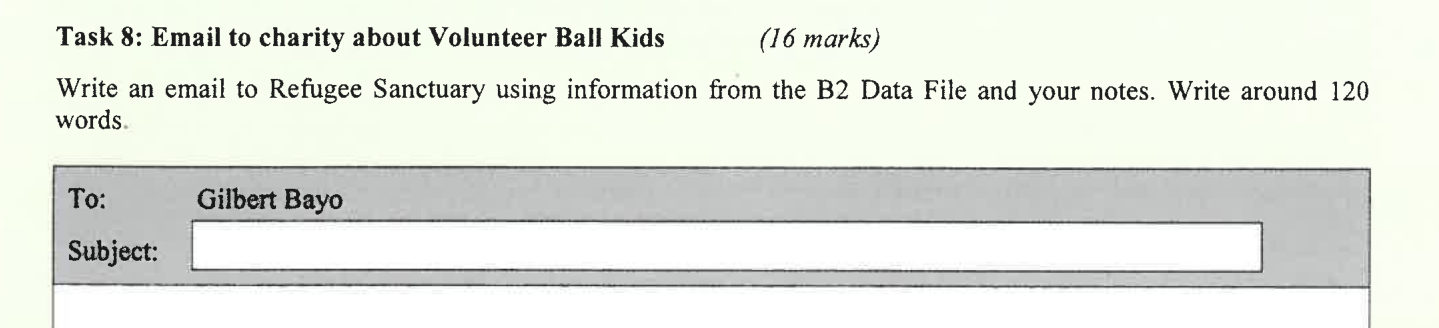 Task 8: Email to charity about Volunteer Ball Kids (16 marks)
Write an email to Refugee Sanctuary using information from the B2 Data File and your notes. Write around 120
words.
To: Gilbert Bayo
Subject: